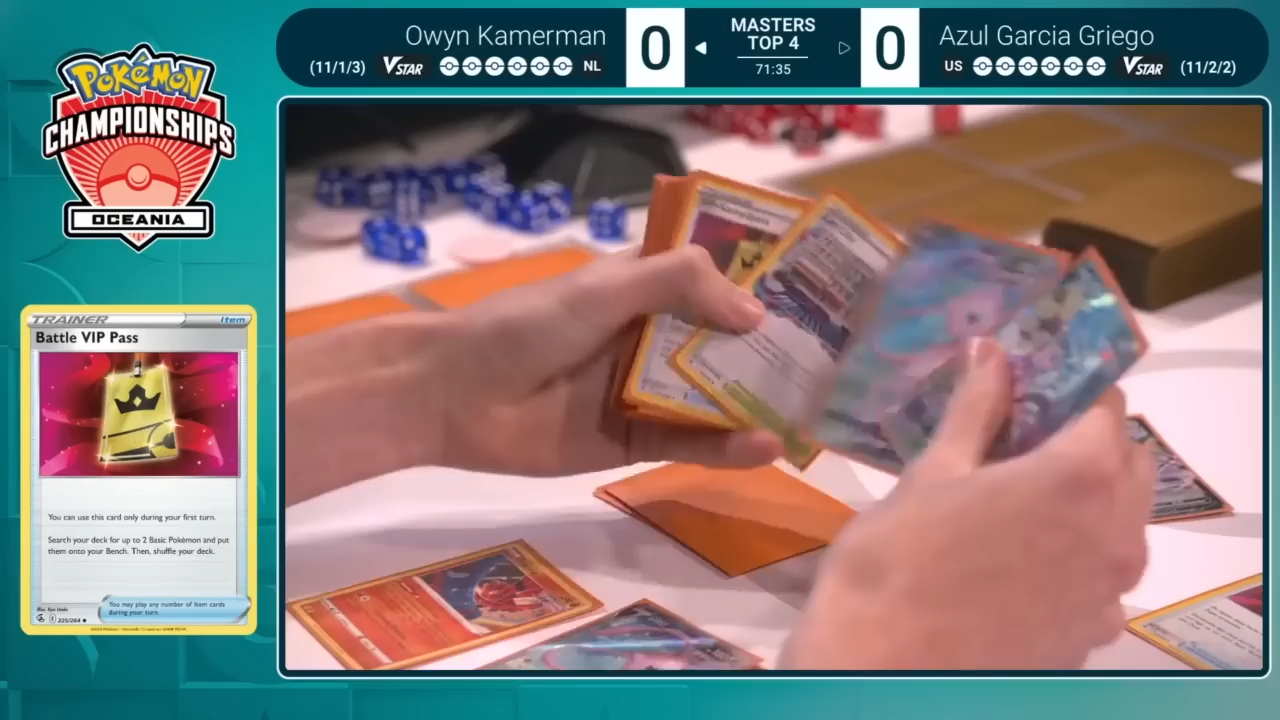 Owyn Kamerman
(11/1/3) VSTAR NL
0
MASTERS
TOP 4
71:35
0
Azul Garcia Griego
US VSTAR (11/2/2)
Pokémon
CHAMPIONSHIPS
OCEANIA
TRAINER Item
Battle VIP Pass
You can use this card only during your first turn.
Search your deck for up to 2 Basic Pokémon and put
them onto your Bench. Then, shuffle your deck.
You may play any number of Item cards
during your turn.
225/264